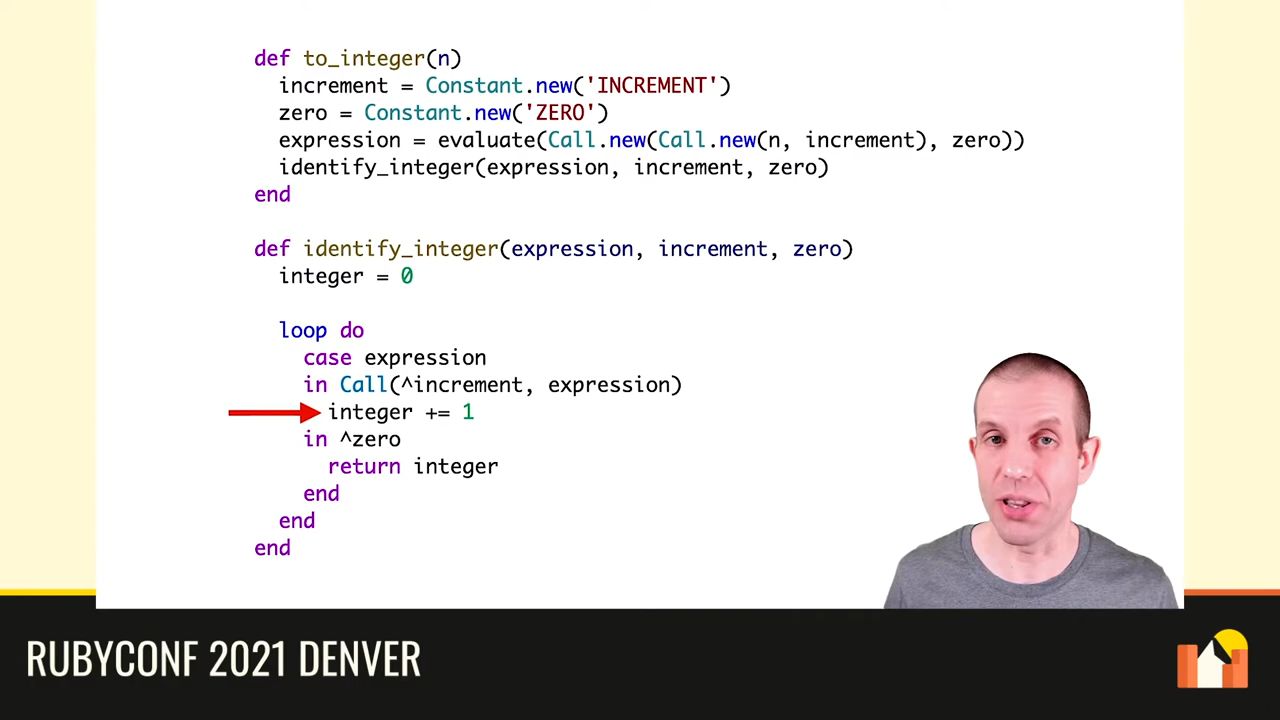 def to_integer(n)
  increment = Constant.new('INCREMENT')
  zero = Constant.new('ZERO')
  expression = evaluate(Call.new(Call.new(n, increment), zero))
  identify_integer(expression, increment, zero)
end

def identify_integer(expression, increment, zero)
  integer = 0

  loop do
    case expression
    in Call(^increment, expression)
      integer += 1
    in ^zero
      return integer
    end
  end
end
RUBYCONF 2021 DENVER